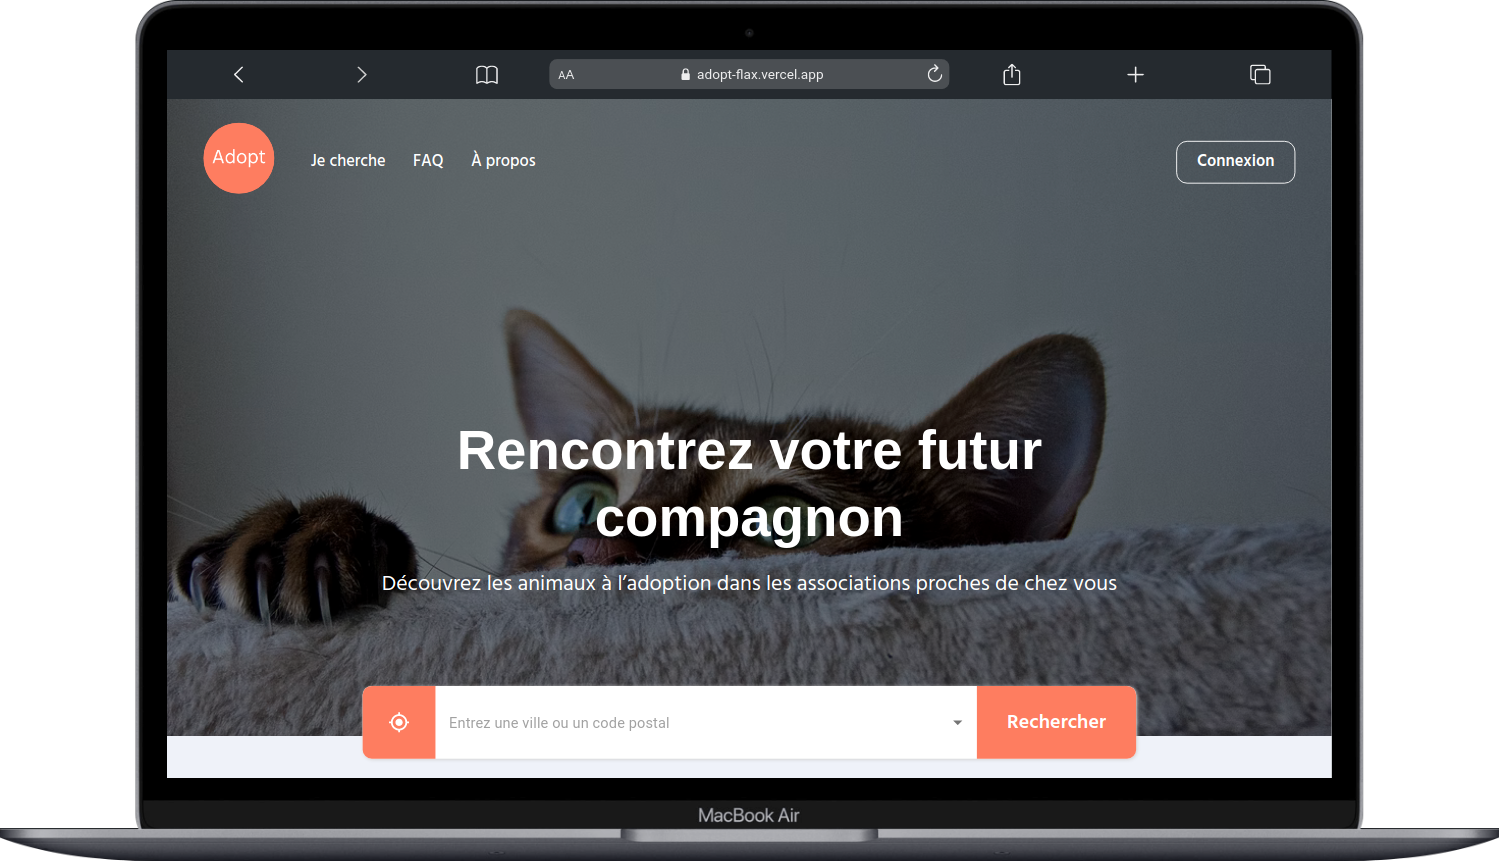 AA
adopt-flax.vercel.app
Adopt
Je cherche
FAQ
À propos
Connexion
Rencontrez votre futur
compagnon
Découvrez les animaux à l’adoption dans les associations proches de chez vous
Entrez une ville ou un code postal
Rechercher
MacBook Air